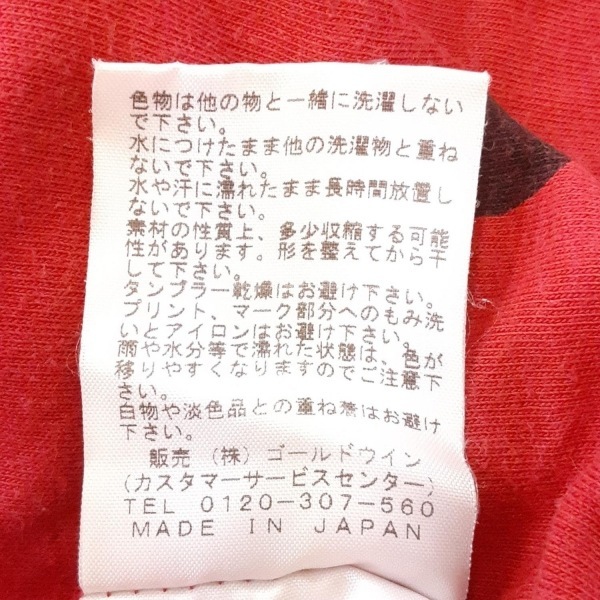 色物は他の物と一緒に洗濯しない
で下さい。
水につけたまま他の洗濯物と重ね
ないで下さい。
水や汗に濡れたまま長時間放置し
ないで下さい。
素材の性質上、多少収縮する可能
性があります。形を整えてから干
して下さい。
タンブラー乾燥はお避け下さい。
プリント、マーク部分へのもみ洗
いとアイロンはお避け下さい。
雨や水分等で濡れた状態は、色が
移りやすくなりますのでご注意下
さい。
白物や淡色品との重ね着はお避け
下さい。
販売 (株) ゴールドウイン
(カスタマーサービスセンター)
TEL 0120-307-560
MADE IN JAPAN